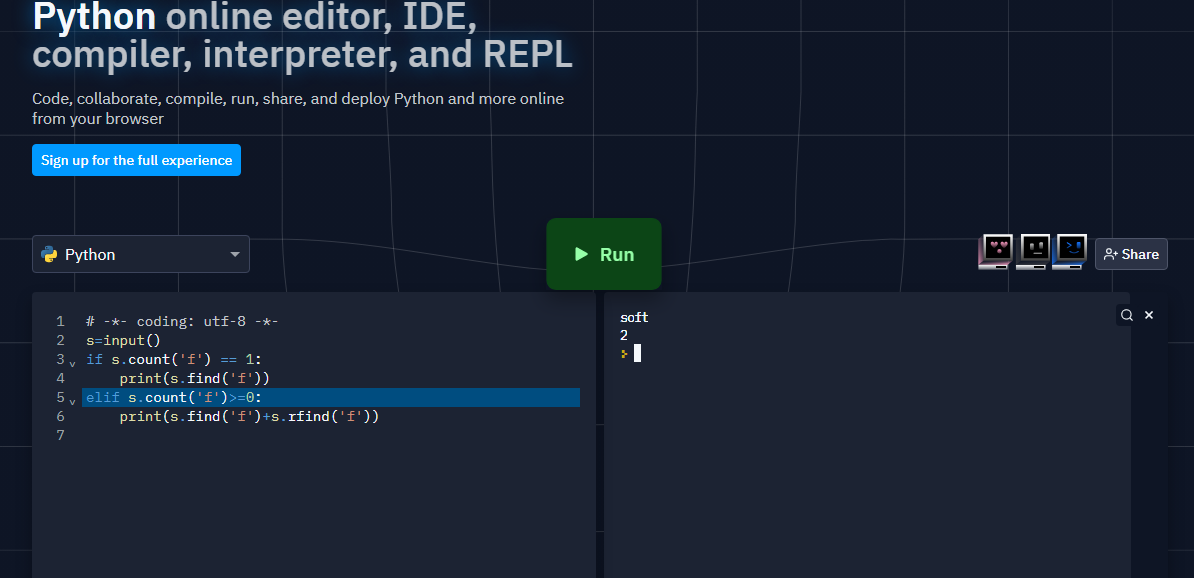 Python online editor, IDE,
compiler, interpreter, and REPL
Code, collaborate, compile, run, share, and deploy Python and more online
from your browser
Sign up for the full experience
Python
Run
Share
1 # -*- coding: utf-8 -*-
2 s=input()
3 if s.count('f') == 1:
4     print(s.find('f'))
5 elif s.count('f')>=0:
6     print(s.find('f')+s.rfind('f'))
7
soft
2